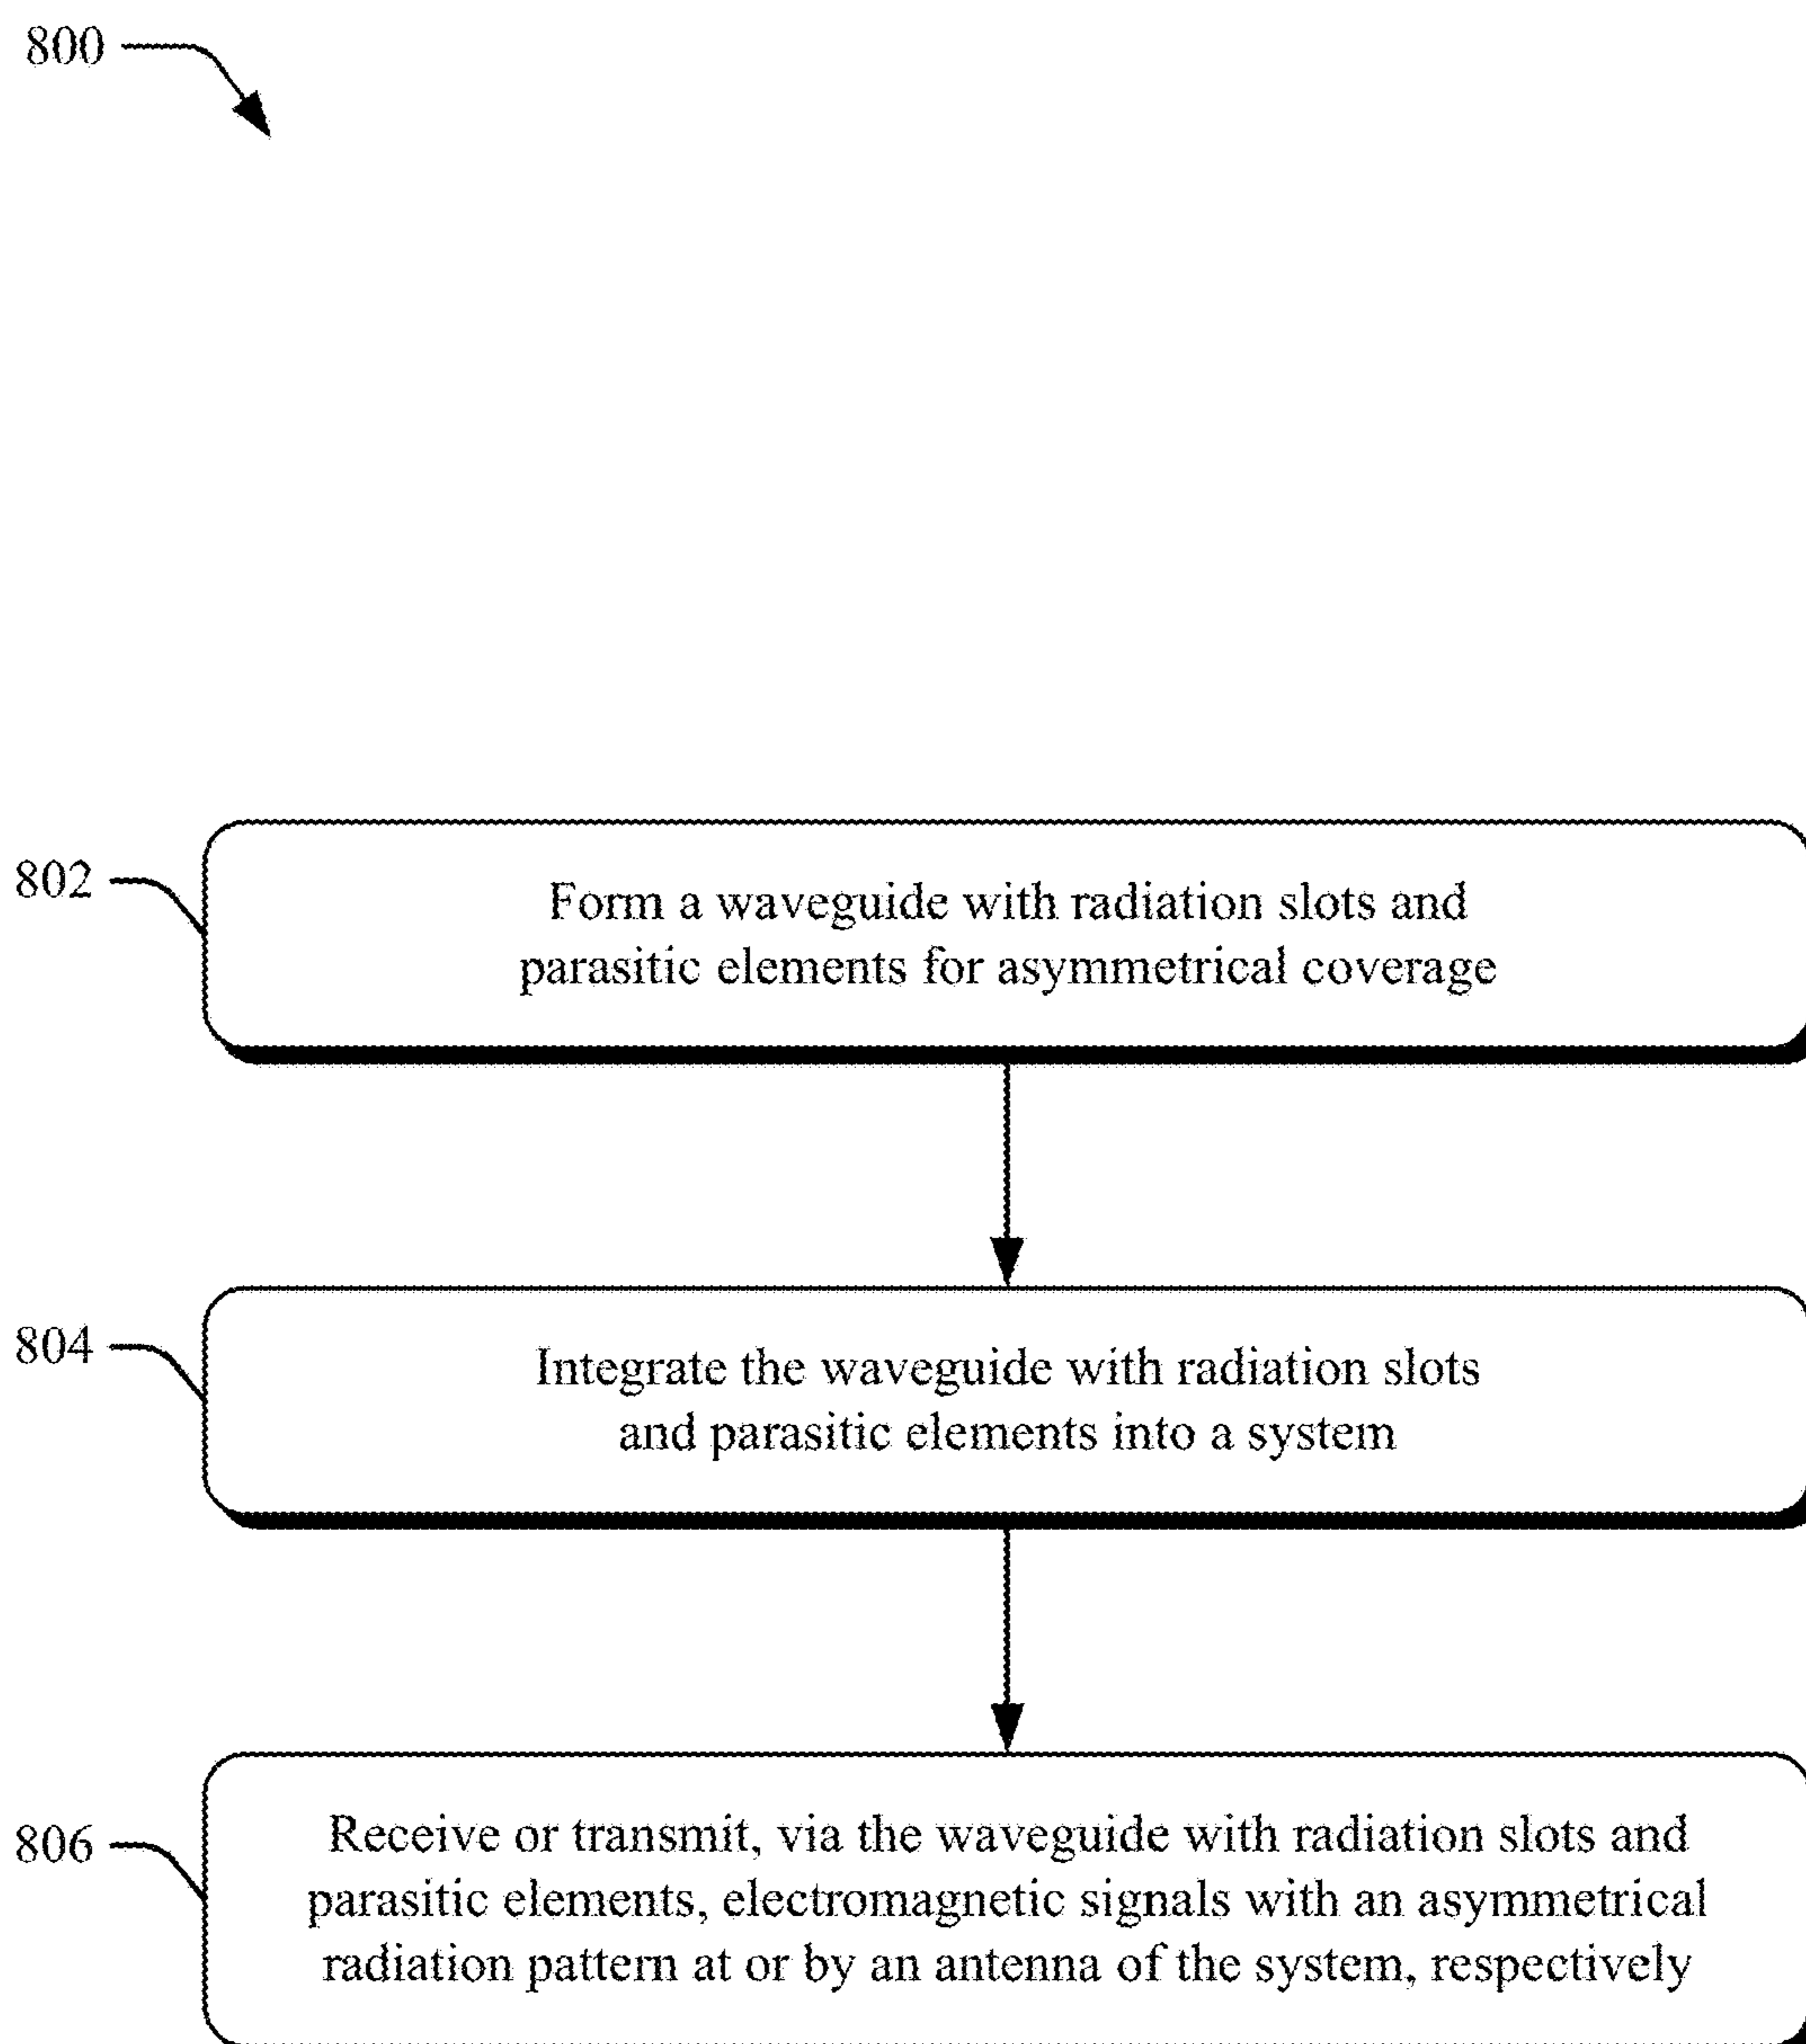 800
802
Form a waveguide with radiation slots and
parasitic elements for asymmetrical coverage
804
Integrate the waveguide with radiation slots
and parasitic elements into a system
806
Receive or transmit, via the waveguide with radiation slots and
parasitic elements, electromagnetic signals with an asymmetrical
radiation pattern at or by an antenna of the system, respectively